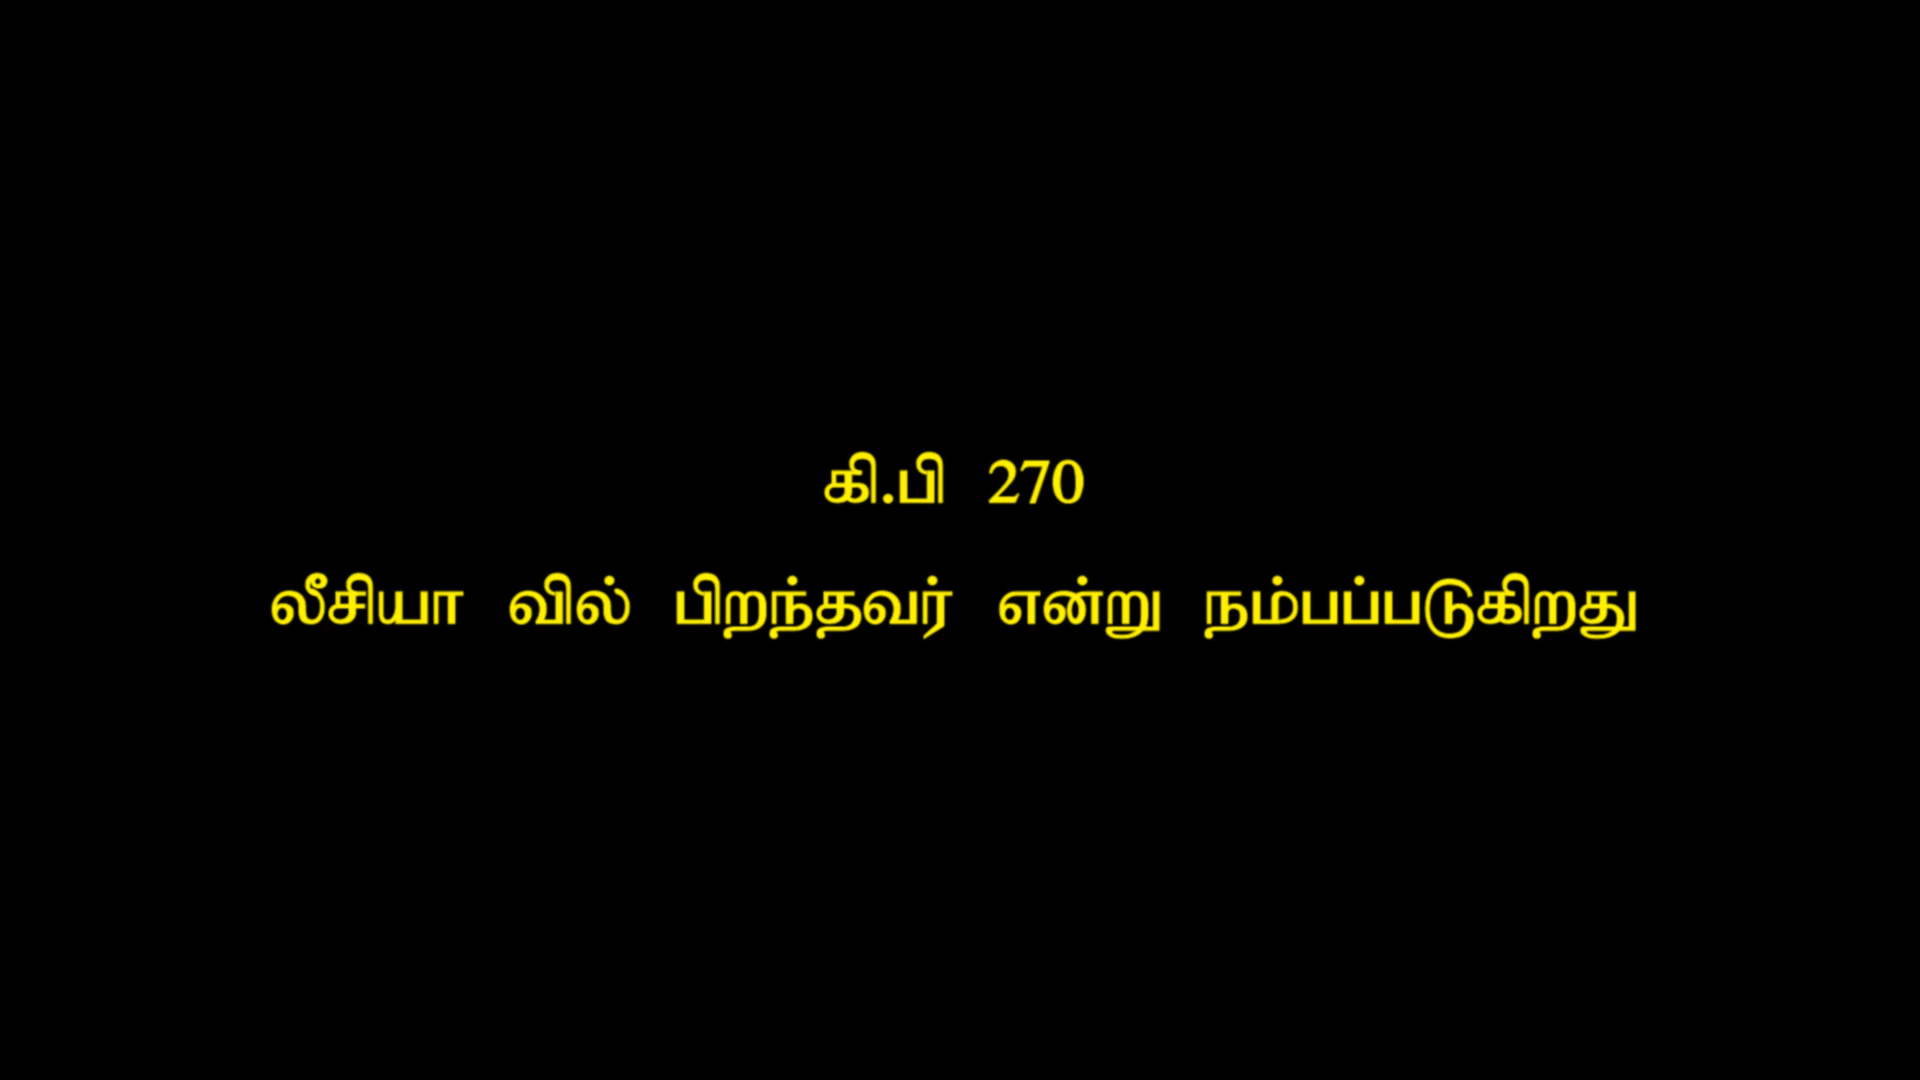 கி.பி 270
லீசியா வில் பிறந்தவர் என்று நம்பப்படுகிறது